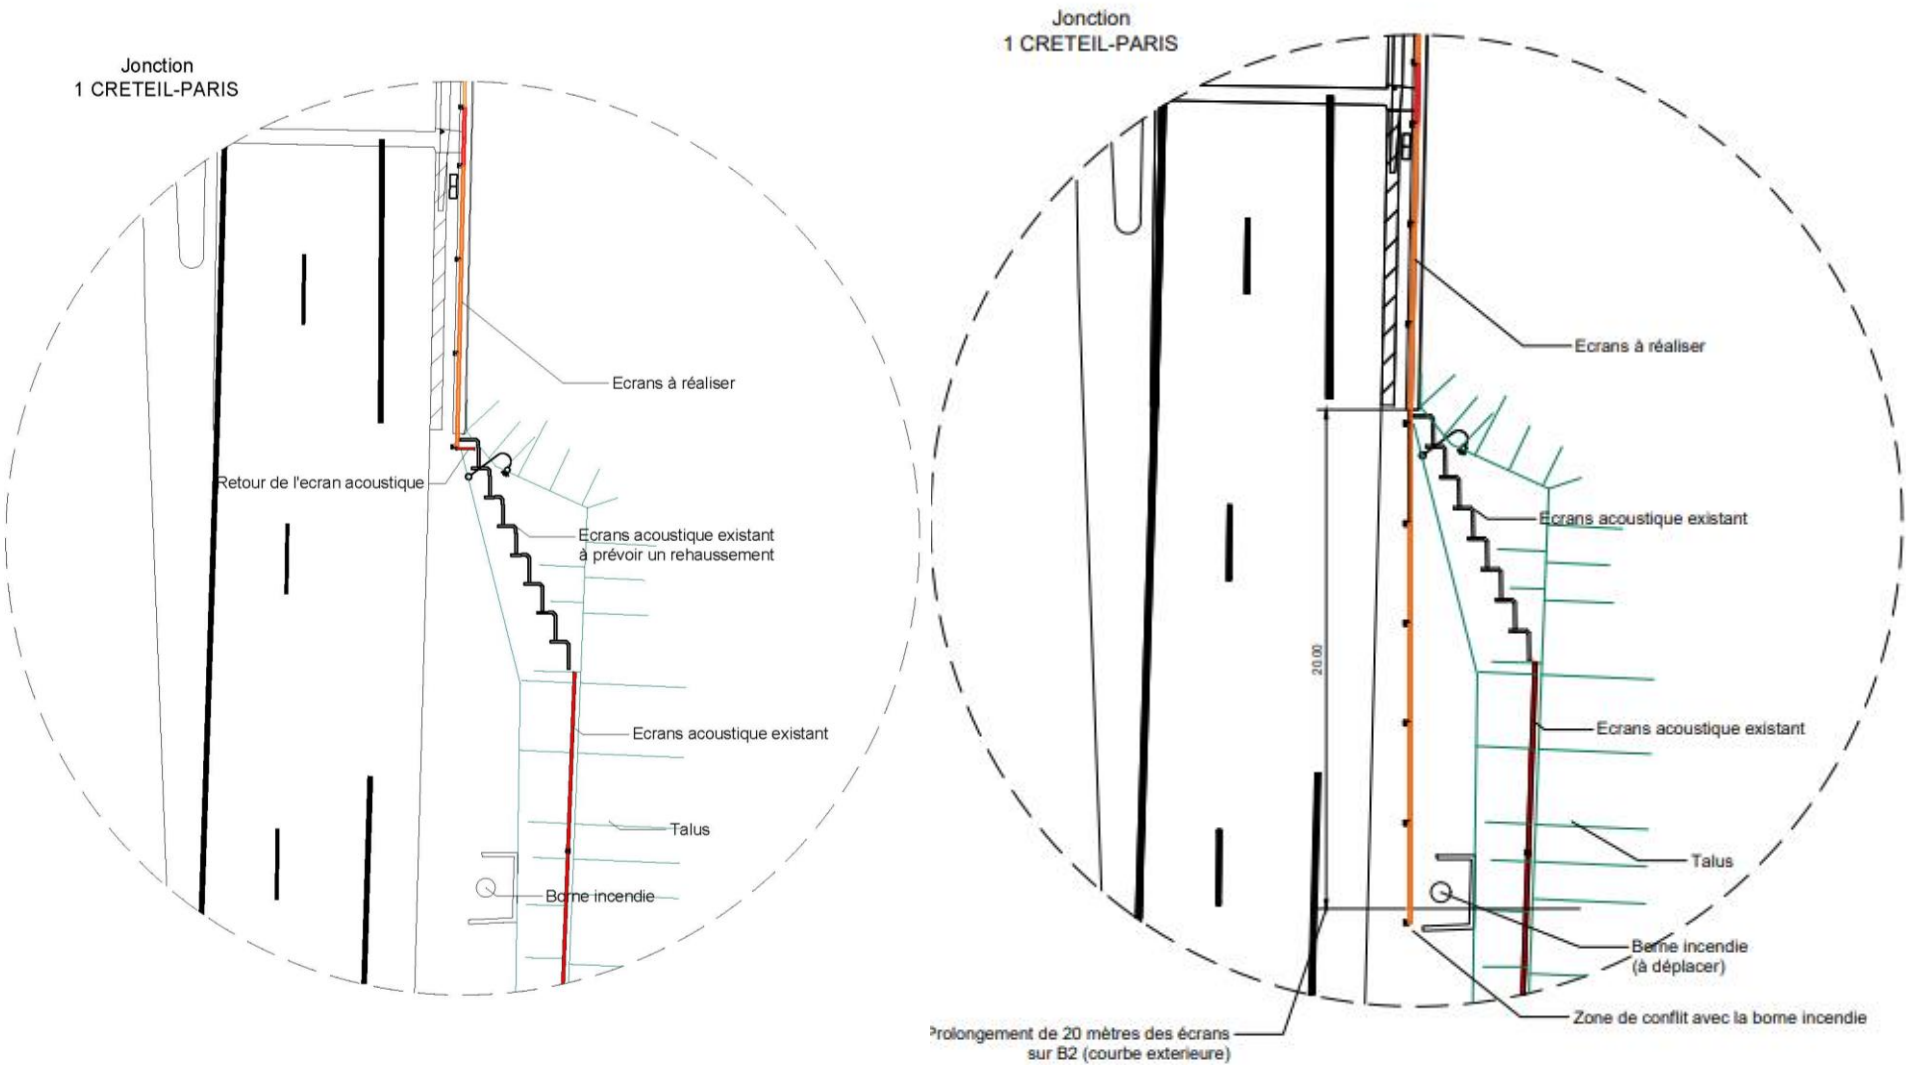 Jonction
1 CRETEIL-PARIS
Ecrans à réaliser
Retour de l'ecran acoustique
Ecrans acoustique existant
à prévoir un rehaussement
Ecrans acoustique existant
Talus
Borne incendie
Jonction
1 CRETEIL-PARIS
Ecrans à réaliser
Ecrans acoustique existant
20.00
Ecrans acoustique existant
Talus
Borne incendie
(à déplacer)
Zone de conflit avec la borne incendie
Prolongement de 20 mètres des écrans
sur B2 (courbe exterieure)